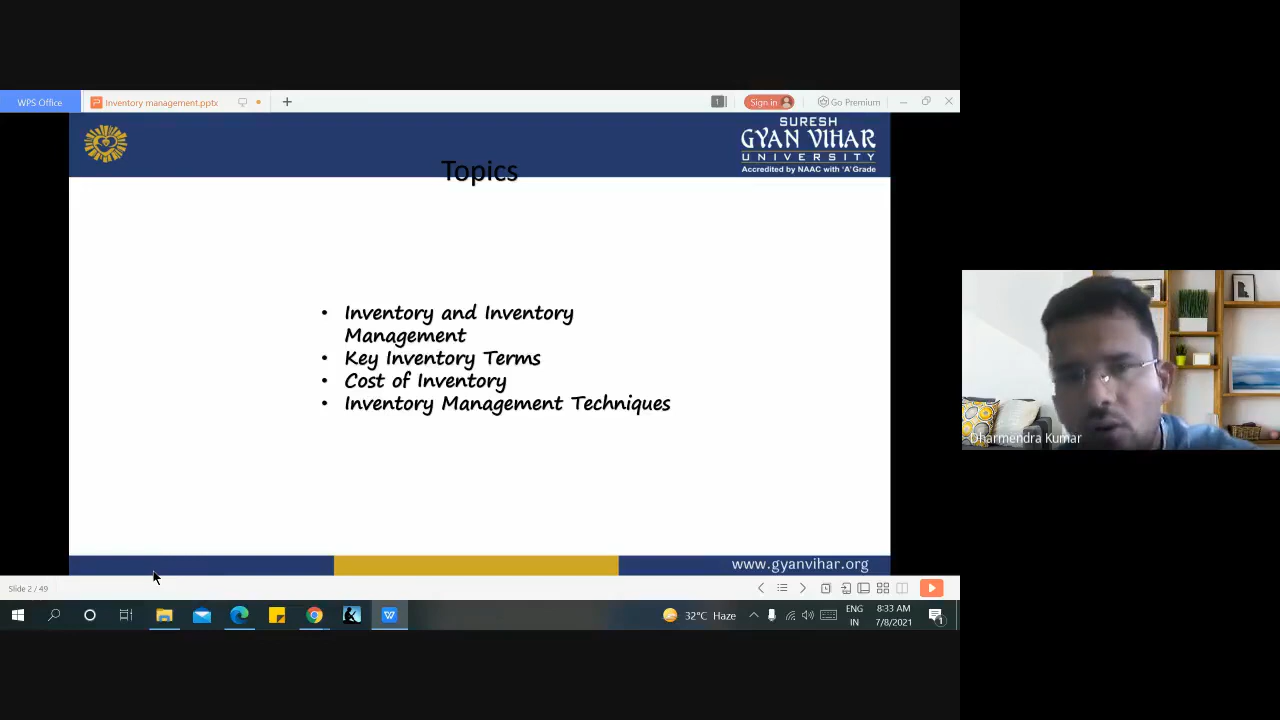 WPS Office
Inventory management.pptx
1
Sign in
Go Premium
SURESH
GYAN VIHAR
UNIVERSITY
Accredited by NAAC with 'A' Grade
Topics
• Inventory and Inventory
Management
• Key Inventory Terms
• Cost of Inventory
• Inventory Management Techniques
Dharmendra Kumar
www.gyanvihar.org
Slide 2 / 49
32°C Haze
ENG
IN
8:33 AM
7/8/2021
1